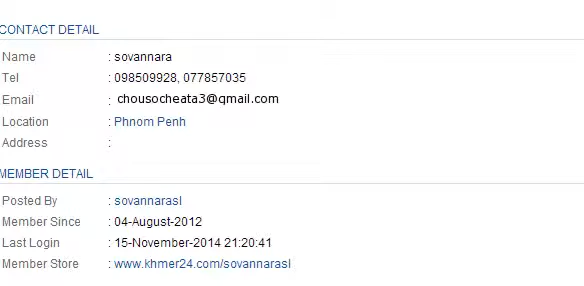 CONTACT DETAIL
Name : sovannara
Tel : 098509928, 077857035
Email : chousocheata3@qmail.com
Location : Phnom Penh
Address :
MEMBER DETAIL
Posted By : sovannarasl
Member Since : 04-August-2012
Last Login : 15-November-2014 21:20:41
Member Store : www.khmer24.com/sovannarasl